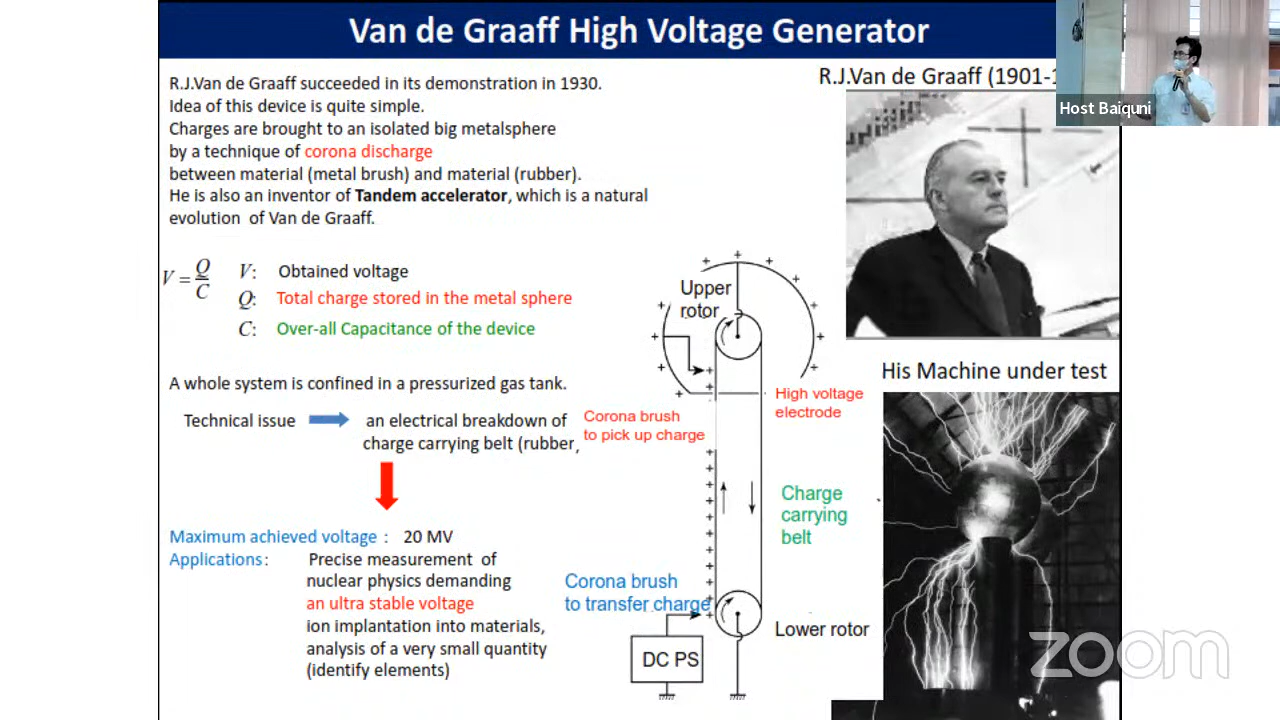 Van de Graaff High Voltage Generator
R.J.Van de Graaff succeeded in its demonstration in 1930.
Idea of this device is quite simple.
Charges are brought to an isolated big metalsphere
by a technique of corona discharge
between material (metal brush) and material (rubber).
He is also an inventor of Tandem accelerator, which is a natural
evolution of Van de Graaff.
V = Q/C
V: Obtained voltage
Q: Total charge stored in the metal sphere
C: Over-all Capacitance of the device
A whole system is confined in a pressurized gas tank.
Technical issue
an electrical breakdown of
charge carrying belt (rubber,
Maximum achieved voltage : 20 MV
Applications: Precise measurement of
nuclear physics demanding
an ultra stable voltage
ion implantation into materials,
analysis of a very small quantity
(identify elements)
Upper
rotor
High voltage
electrode
Corona brush
to pick up charge
Charge
carrying
belt
Corona brush
to transfer charge
Lower rotor
DC PS
R.J.Van de Graaff (1901-1
Host Baiquni
His Machine under test
zoom